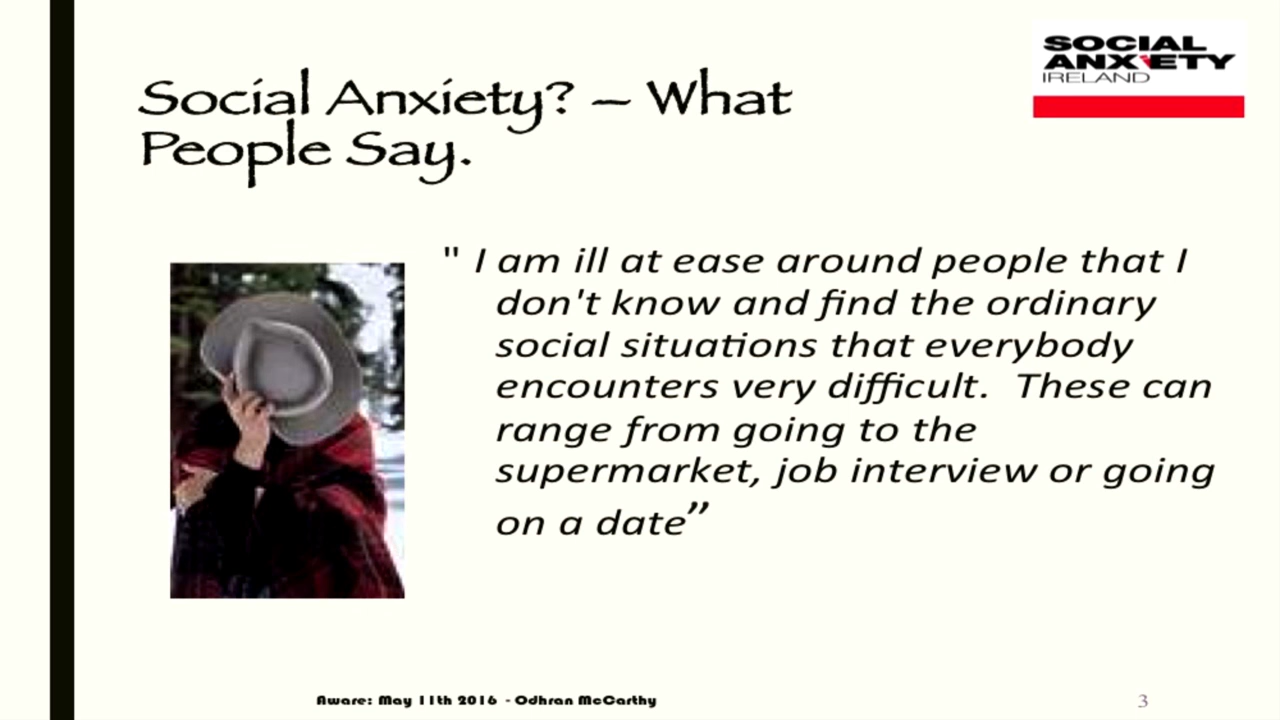 SOCIAL
ANXIETY
IRELAND
Social Anxiety? – What
People Say.
" I am ill at ease around people that I
don't know and find the ordinary
social situations that everybody
encounters very difficult.  These can
range from going to the
supermarket, job interview or going
on a date”
Aware: May 11th 2016 - Odhran McCarthy
3